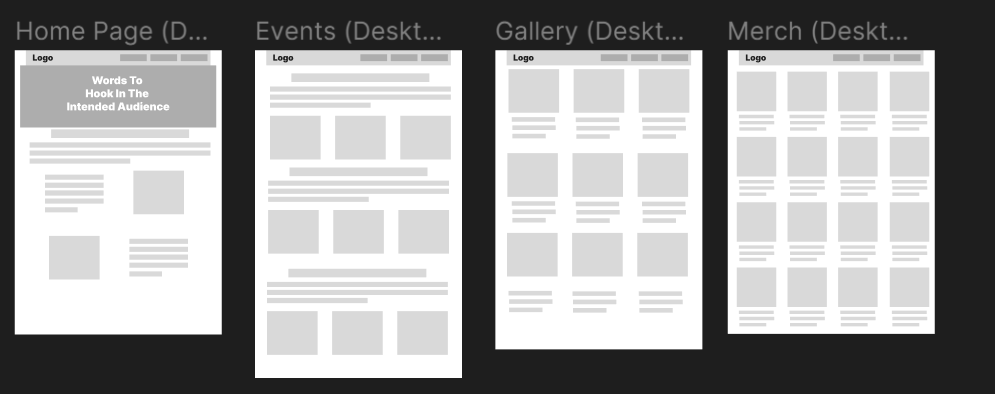 Home Page (D...
Events (Deskt...
Gallery (Deskt...
Merch (Deskt...
Logo
Words To
Hook In The
Intended Audience
Logo
Logo
Logo